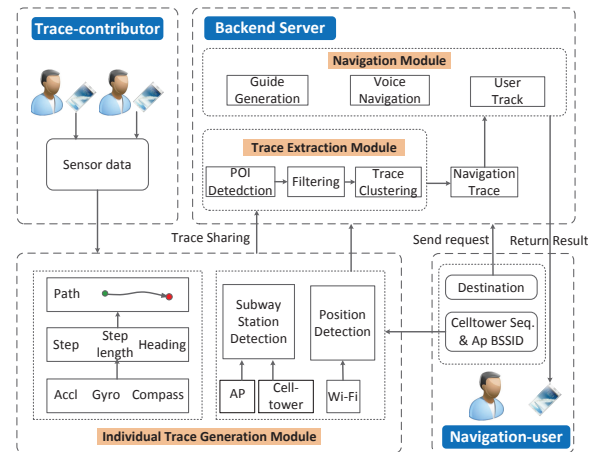 Trace-contributor
Sensor data
Backend Server
Navigation Module
Guide
Generation
Voice
Navigation
User
Track
Trace Extraction Module
POI
Detedction
Filtering
Trace
Clustering
Navigation
Trace
Trace Sharing
Send request
Return Result
Path
Step
Step
length
Heading
Accl
Gyro
Compass
Subway
Station
Detection
Position
Detection
AP
Cell-
tower
Wi-Fi
Individual Trace Generation Module
Destination
Celltower Seq.
& Ap BSSID
Navigation-user